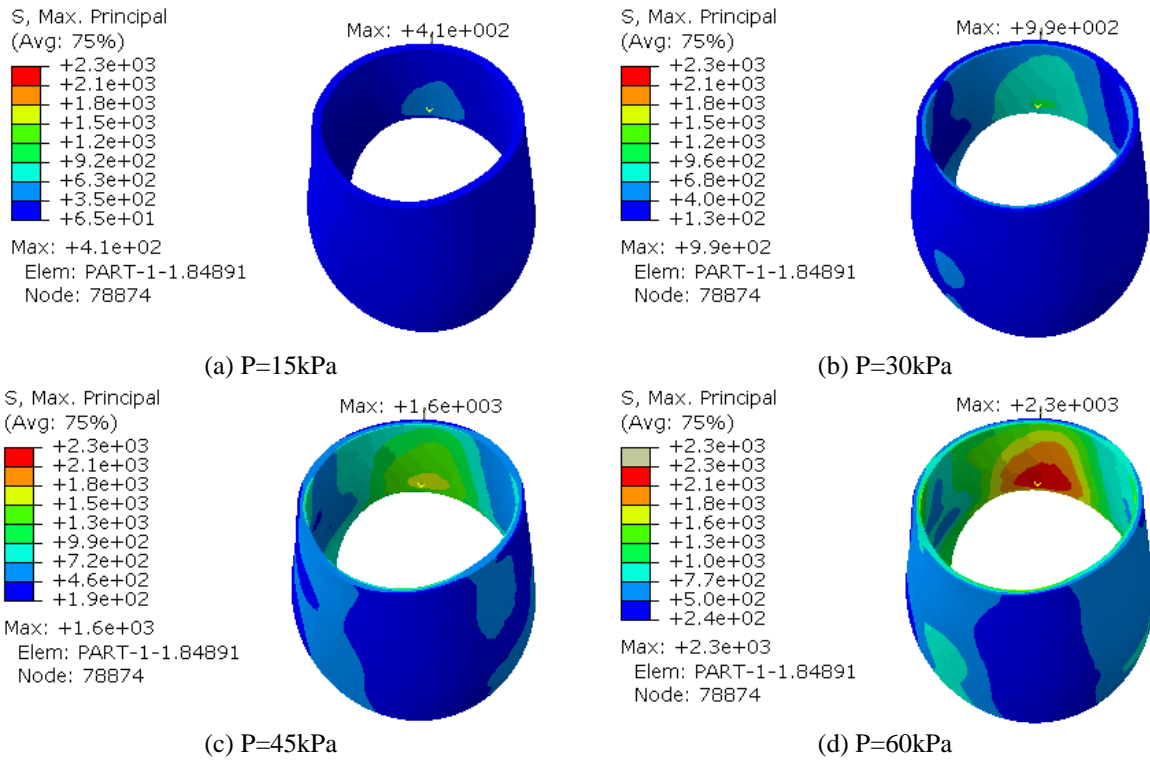 S, Max. Principal
(Avg: 75%)
+2.3e+03
+2.1e+03
+1.8e+03
+1.5e+03
+1.2e+03
+9.2e+02
+6.3e+02
+3.5e+02
+6.5e+01
Max: +4.1e+02
Elem: PART-1-1.84891
Node: 78874
Max: +4.1e+002
(a) P=15kPa
S, Max. Principal
(Avg: 75%)
+2.3e+03
+2.1e+03
+1.8e+03
+1.5e+03
+1.2e+03
+9.6e+02
+6.8e+02
+4.0e+02
+1.3e+02
Max: +9.9e+02
Elem: PART-1-1.84891
Node: 78874
Max: +9.9e+002
(b) P=30kPa
S, Max. Principal
(Avg: 75%)
+2.3e+03
+2.1e+03
+1.8e+03
+1.5e+03
+1.3e+03
+9.9e+02
+7.2e+02
+4.6e+02
+1.9e+02
Max: +1.6e+03
Elem: PART-1-1.84891
Node: 78874
Max: +1.6e+003
(c) P=45kPa
S, Max. Principal
(Avg: 75%)
+2.3e+03
+2.3e+03
+2.1e+03
+1.8e+03
+1.6e+03
+1.3e+03
+1.0e+03
+7.7e+02
+5.0e+02
+2.4e+02
Max: +2.3e+03
Elem: PART-1-1.84891
Node: 78874
Max: +2.3e+003
(d) P=60kPa